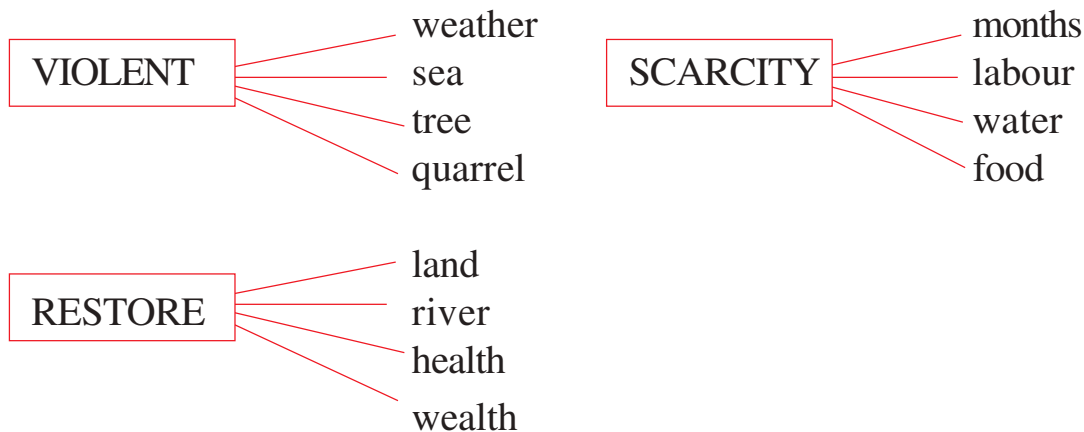 VIOLENT
weather
sea
tree
quarrel
SCARCITY
months
labour
water
food
RESTORE
land
river
health
wealth